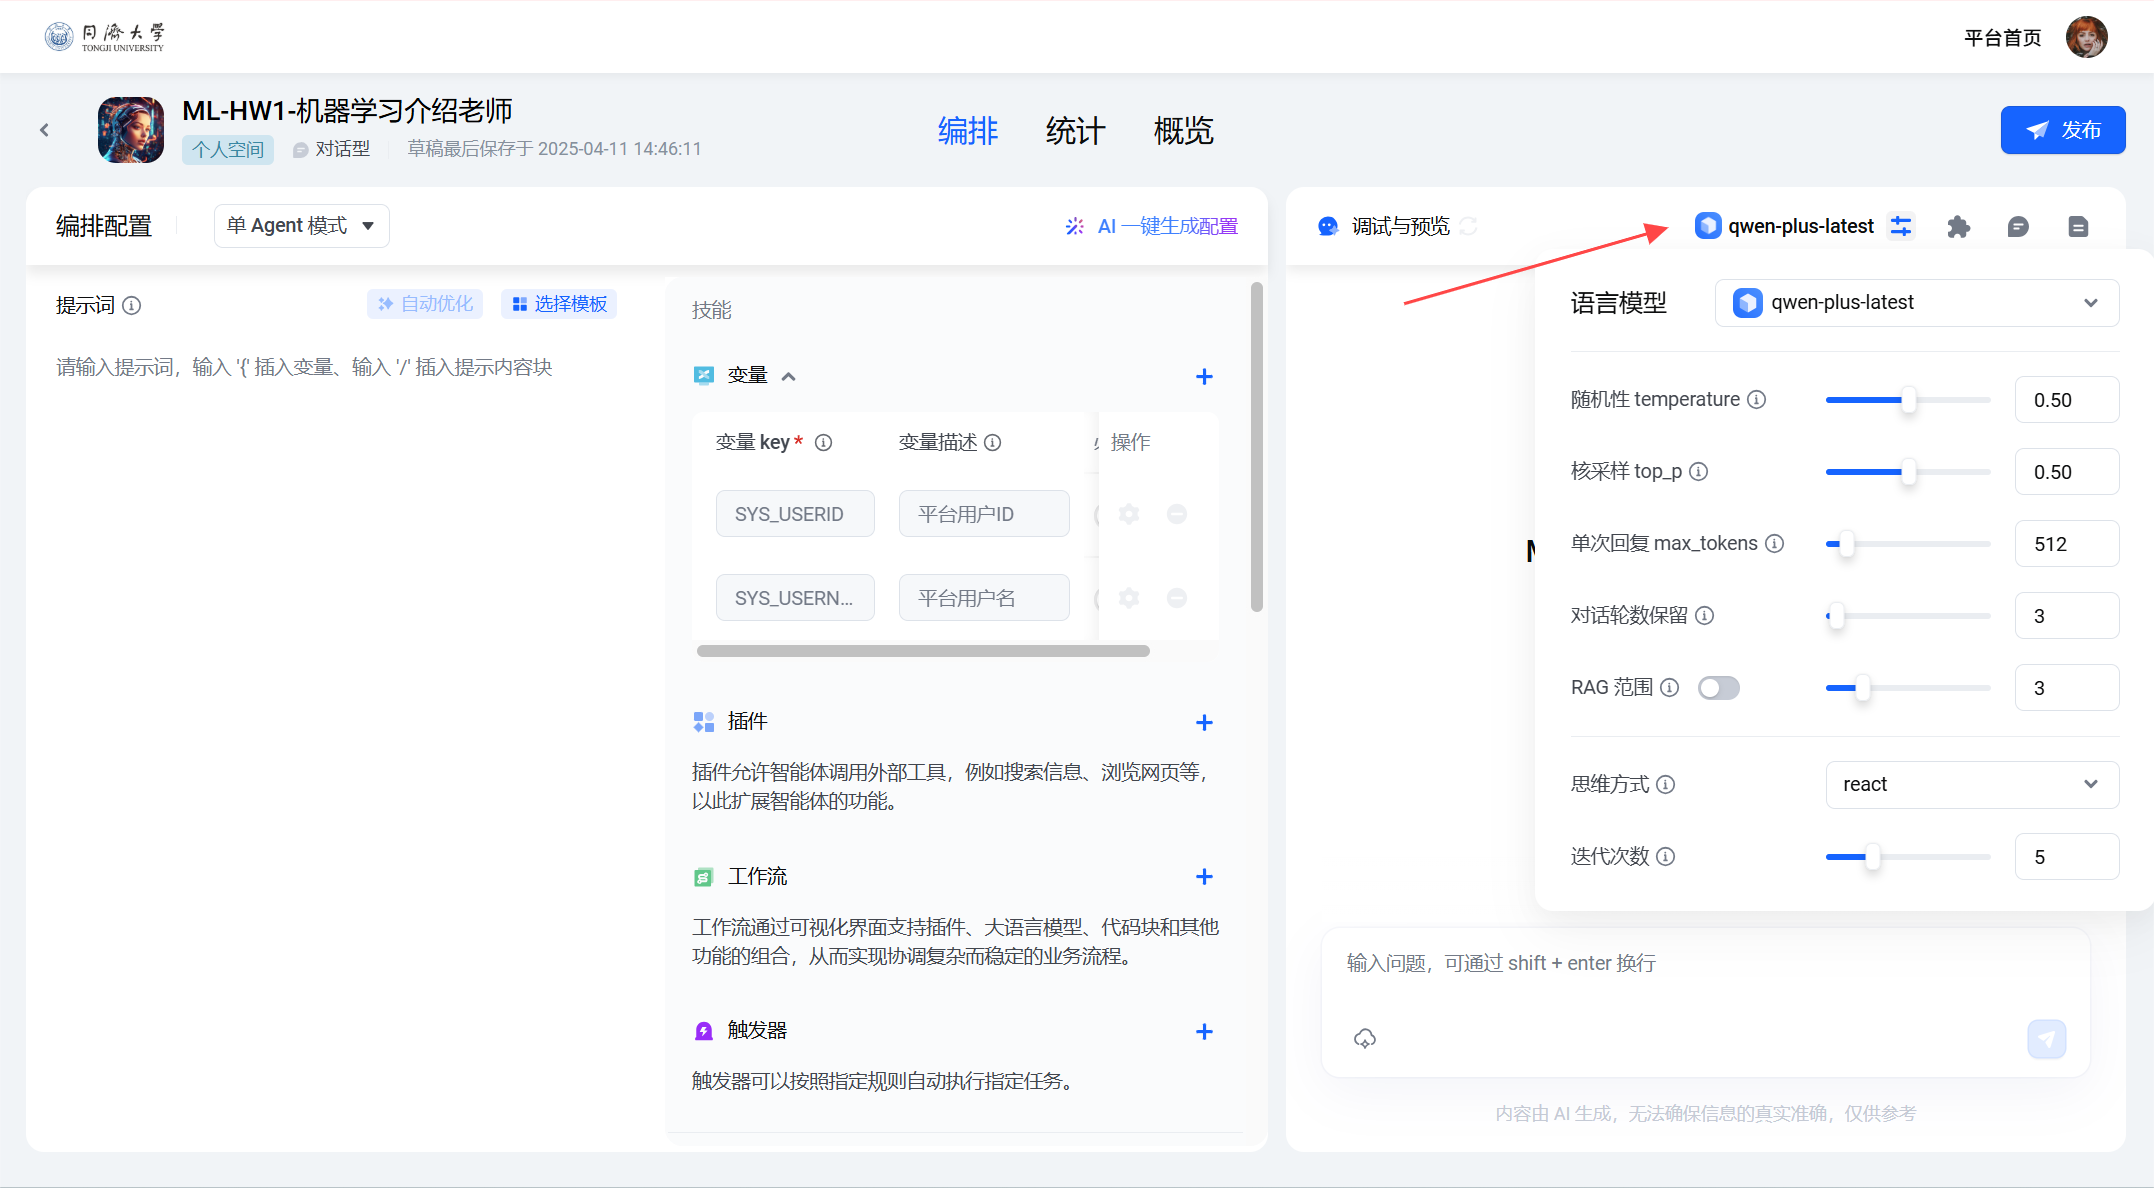 同濟大學
TONGJI UNIVERSITY
平台首页
ML-HW1-机器学习介绍老师
个人空间
对话型
草稿最后保存于 2025-04-11 14:46:11
编排
统计
概览
发布
编排配置
单 Agent 模式
AI 一键生成配置
提示词
自动优化
选择模板
请输入提示词，输入 '{' 插入变量、输入 '/' 插入提示内容块
技能
变量
变量 key*
变量描述
操作
SYS_USERID
平台用户ID
SYS_USERN...
平台用户名
插件
插件允许智能体调用外部工具，例如搜索信息、浏览网页等，
以此扩展智能体的功能。
工作流
工作流通过可视化界面支持插件、大语言模型、代码块和其他
功能的组合，从而实现协调复杂而稳定的业务流程。
触发器
触发器可以按照指定规则自动执行指定任务。
调试与预览
qwen-plus-latest
语言模型
qwen-plus-latest
随机性 temperature
0.50
核采样 top_p
0.50
单次回复 max_tokens
512
对话轮数保留
3
RAG 范围
3
思维方式
react
迭代次数
5
输入问题，可通过 shift + enter 换行
内容由 AI 生成，无法确保信息的真实准确，仅供参考